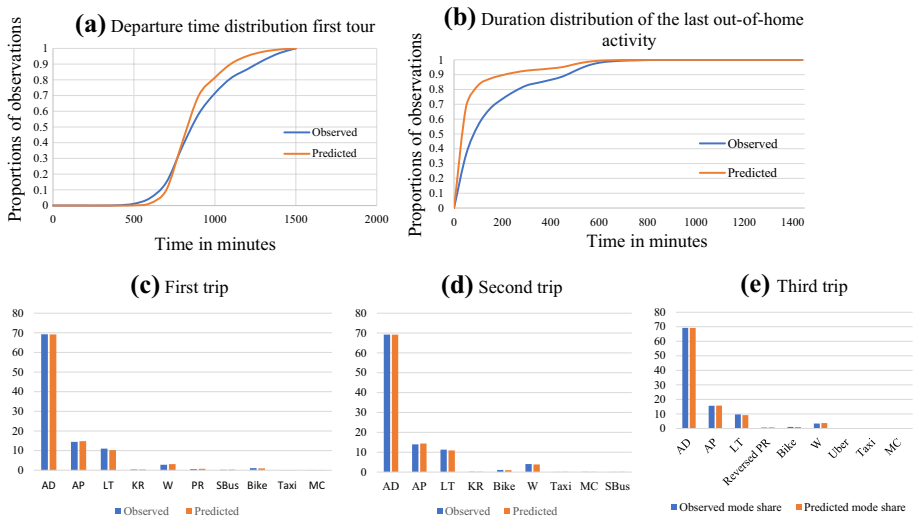 (a) Departure time distribution first tour
Proportions of observations
1
0.9
0.8
0.7
0.6
0.5
0.4
0.3
0.2
0.1
0
0 500 1000 1500 2000
Time in minutes
Observed
Predicted
(b) Duration distribution of the last out-of-home
activity
Proportions of observations
1
0.9
0.8
0.7
0.6
0.5
0.4
0.3
0.2
0.1
0
0 200 400 600 800 1000 1200 1400
Time in minutes
Observed
Predicted
(c) First trip
80
70
60
50
40
30
20
10
0
AD AP LT KR W PR SBus Bike Taxi MC
Observed Predicted
(d) Second trip
80
70
60
50
40
30
20
10
0
AD AP LT KR Bike W Taxi MC SBus
Observed Predicted
(e) Third trip
80
70
60
50
40
30
20
10
0
AD AP LT Reversed PR Bike W Uber Taxi MC
Observed mode share Predicted mode share